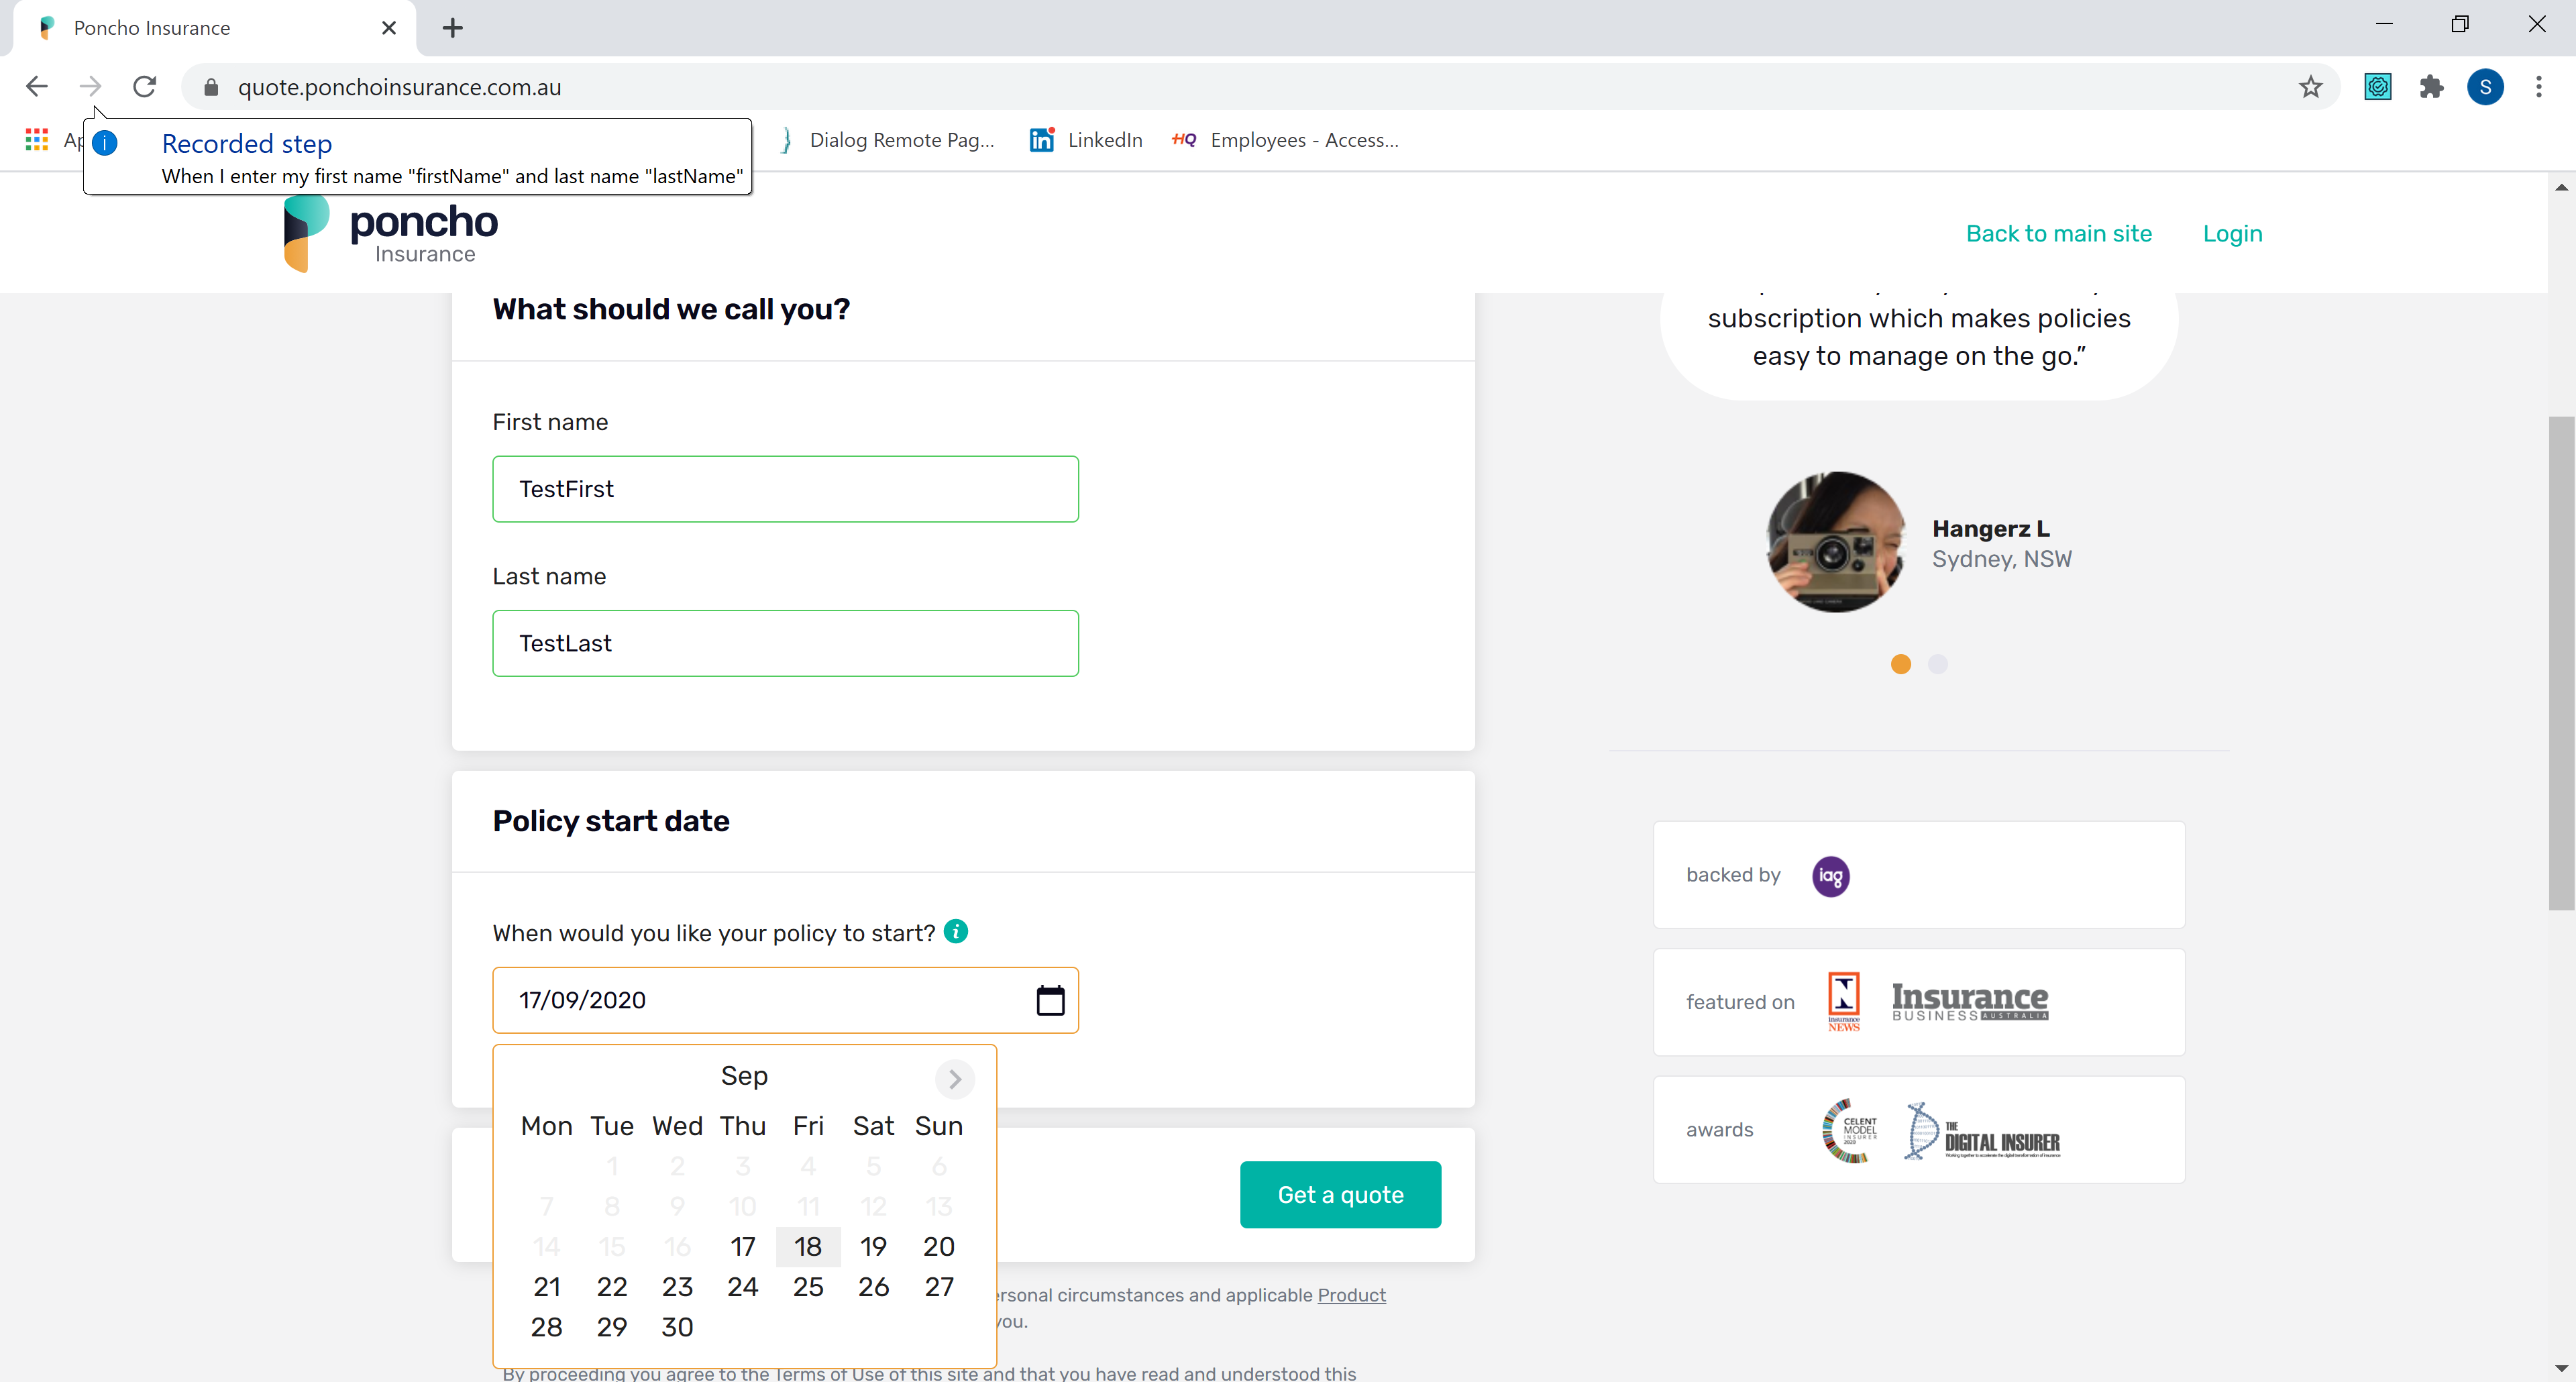 Poncho Insurance
quote.ponchoinsurance.com.au
S
Recorded step
When I enter my first name "firstName" and last name "lastName"
Dialog Remote Pag...
in
LinkedIn
HQ
Employees - Access...
poncho
Insurance
Back to main site
Login
What should we call you?
subscription which makes policies
easy to manage on the go.”
First name
TestFirst
Last name
TestLast
Hangerz L
Sydney, NSW
Policy start date
When would you like your policy to start?
17/09/2020
Sep
Mon Tue Wed Thu Fri Sat Sun
1 2 3 4 5 6
7 8 9 10 11 12 13
14 15 16 17 18 19 20
21 22 23 24 25 26 27
28 29 30
Get a quote
backed by iag
featured on
Insurance
NEWS
Insurance
BUSINESS AUSTRALIA
awards
CELENT
MODEL
INSURER
2020
THE
DIGITAL INSURER
circumstances and applicable Product
you.
By proceeding you agree to the Terms of Use of this site and that you have read and understood this